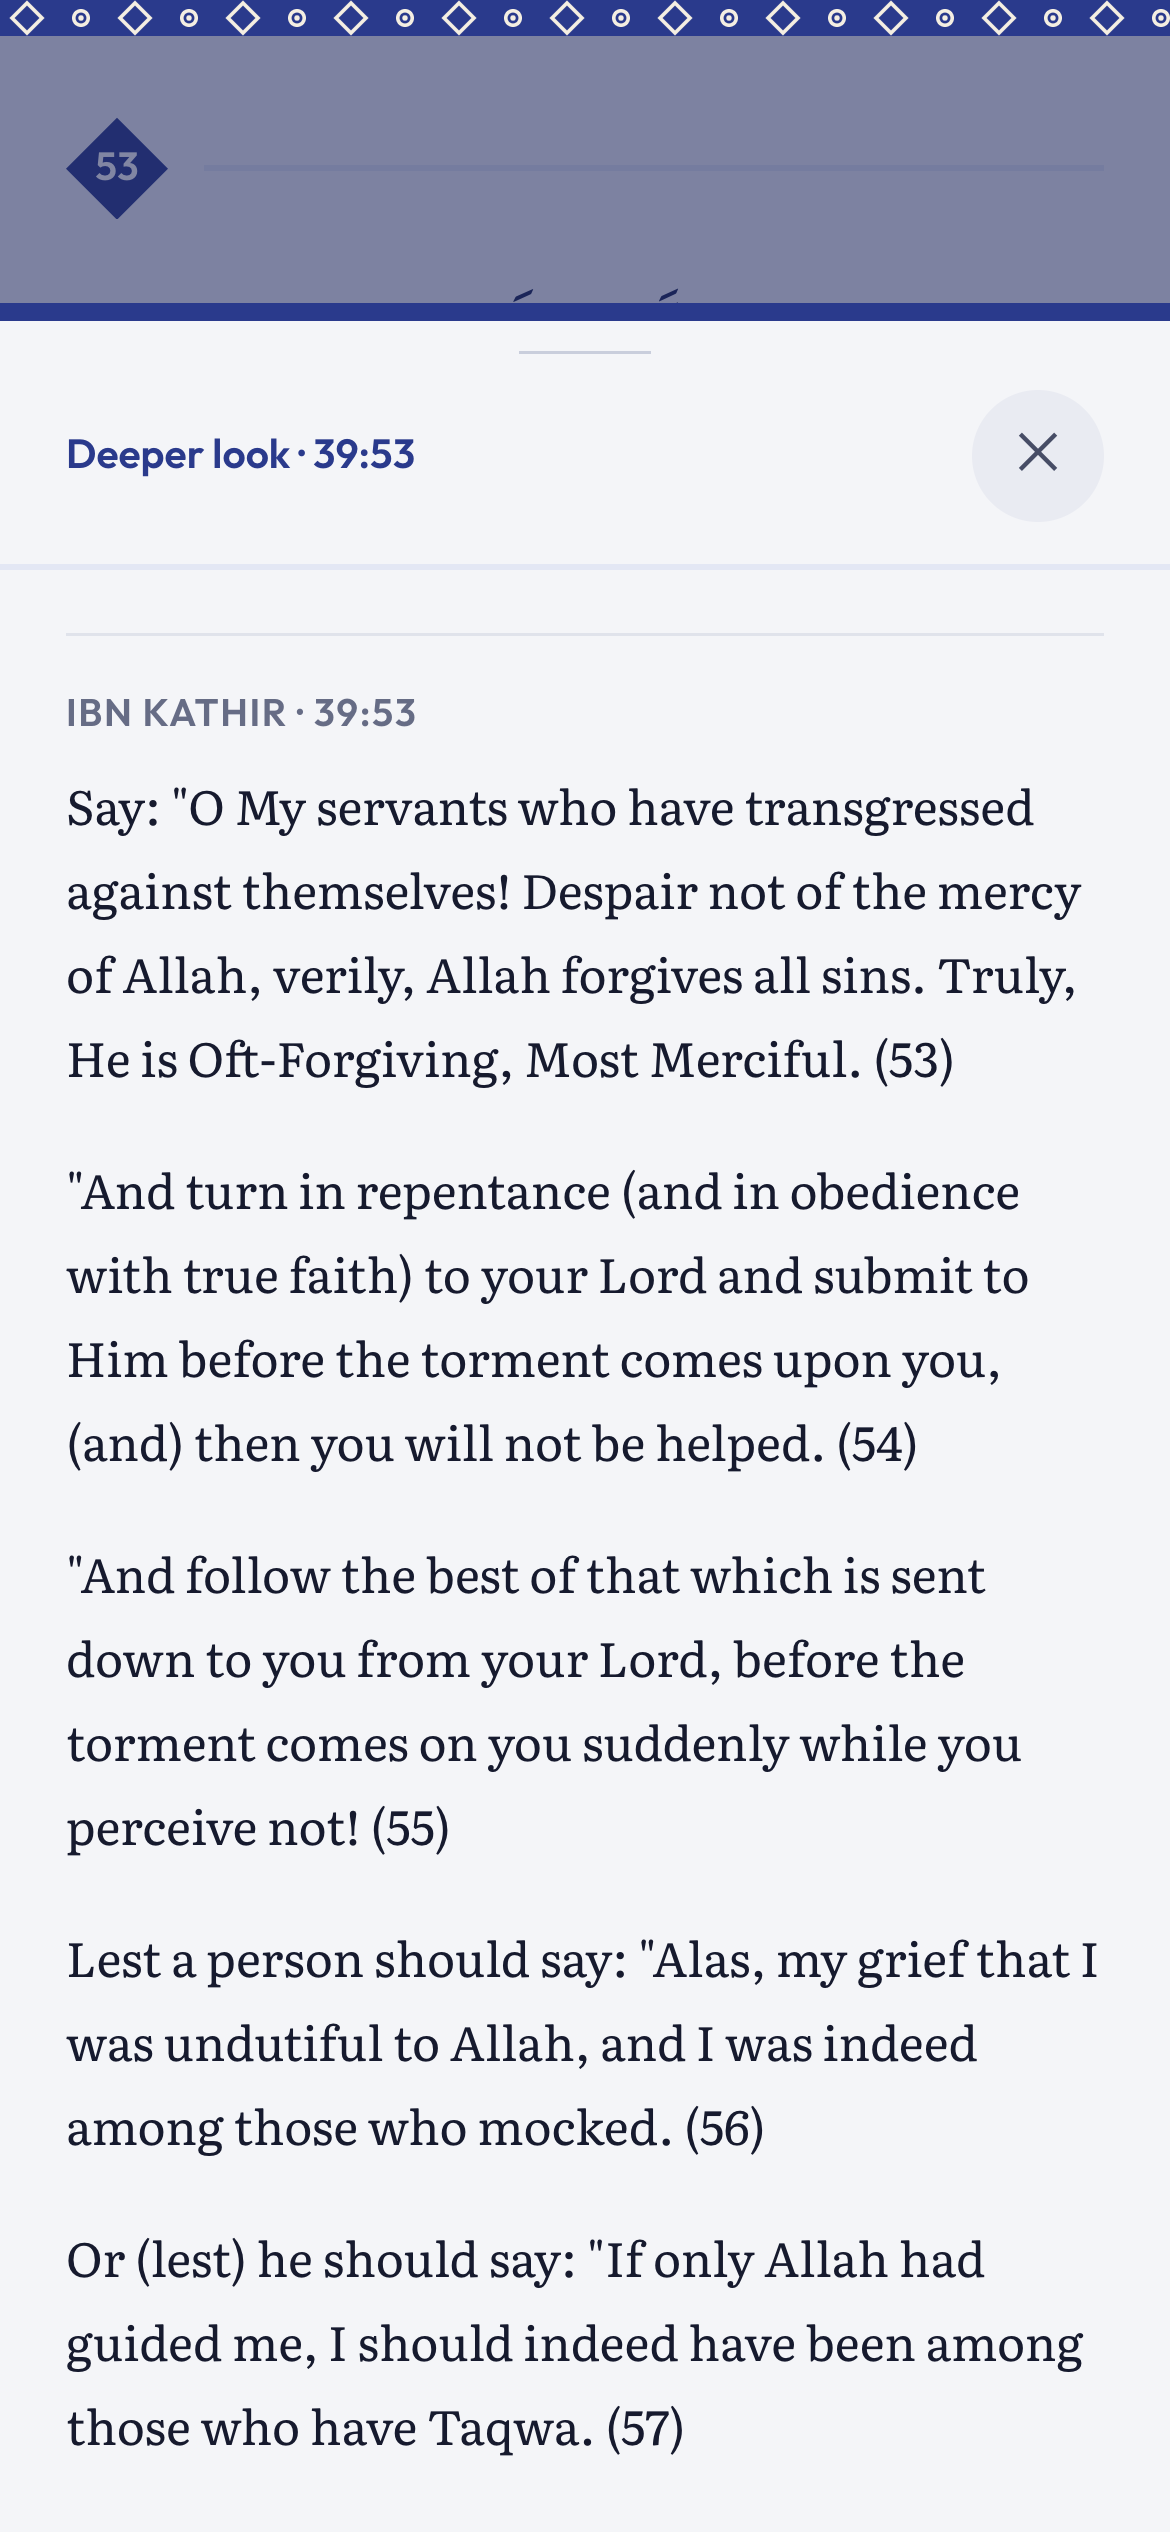 53
Deeper look · 39:53
IBN KATHIR · 39:53
Say: "O My servants who have transgressed
against themselves! Despair not of the mercy
of Allah, verily, Allah forgives all sins. Truly,
He is Oft-Forgiving, Most Merciful. (53)
"And turn in repentance (and in obedience
with true faith) to your Lord and submit to
Him before the torment comes upon you,
(and) then you will not be helped. (54)
"And follow the best of that which is sent
down to you from your Lord, before the
torment comes on you suddenly while you
perceive not! (55)
Lest a person should say: "Alas, my grief that I
was undutiful to Allah, and I was indeed
among those who mocked. (56)
Or (lest) he should say: "If only Allah had
guided me, I should indeed have been among
those who have Taqwa. (57)